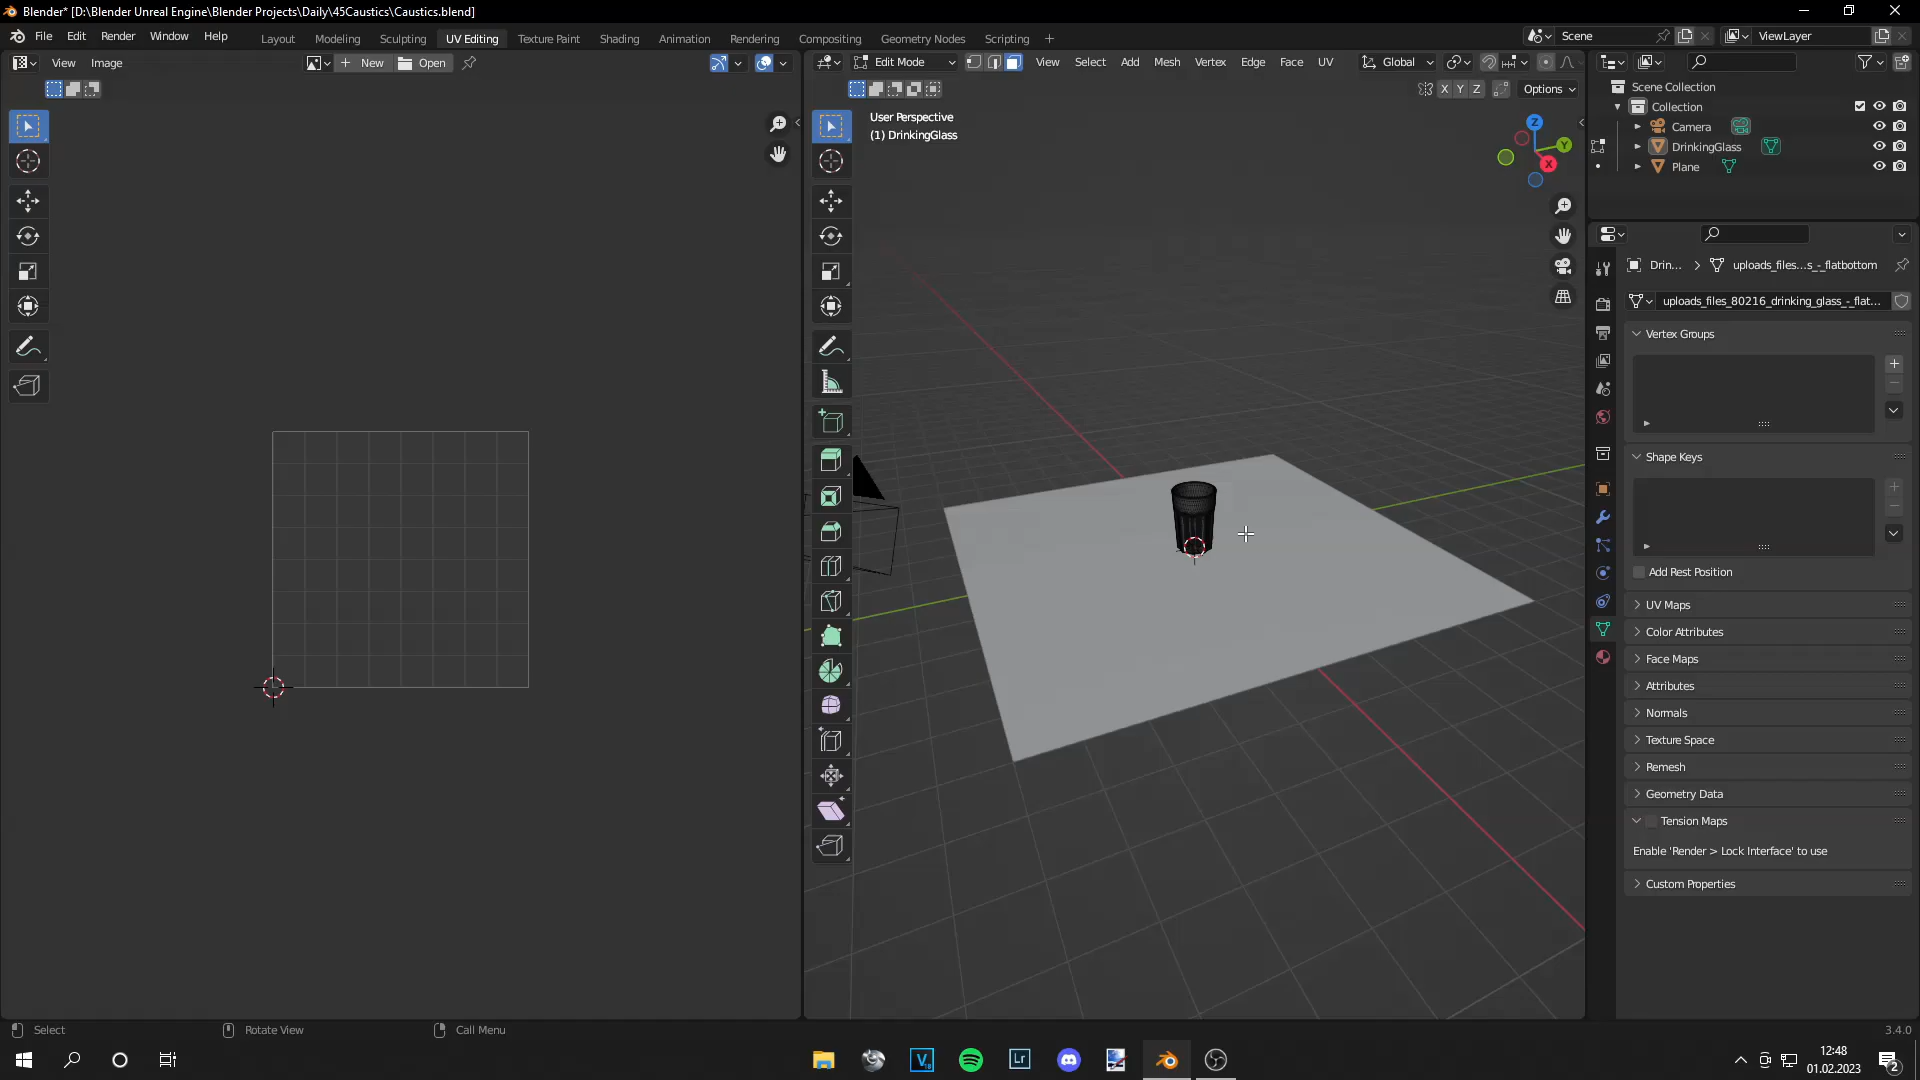 Blender* [D:\Blender Unreal Engine\Blender Projects\Daily\45Caustics\Caustics.blend]
File Edit Render Window Help
Layout Modeling Sculpting UV Editing Texture Paint Shading Animation Rendering Compositing Geometry Nodes Scripting +
Scene
ViewLayer
View Image
New
Open
Edit Mode
View Select Add Mesh Vertex Edge Face UV
Global
X Y Z
Options
User Perspective
(1) DrinkingGlass
Z
Y
X
Scene Collection
Collection
Camera
DrinkingGlass
Plane
Drin...
uploads_files...s_-_flatbottom
uploads_files_80216_drinking_glass_-_flat...
Vertex Groups
Shape Keys
Add Rest Position
UV Maps
Color Attributes
Face Maps
Attributes
Normals
Texture Space
Remesh
Geometry Data
Tension Maps
Enable 'Render > Lock Interface' to use
Custom Properties
Select
Rotate View
Call Menu
3.4.0
Lr
12:48
01.02.2023
2